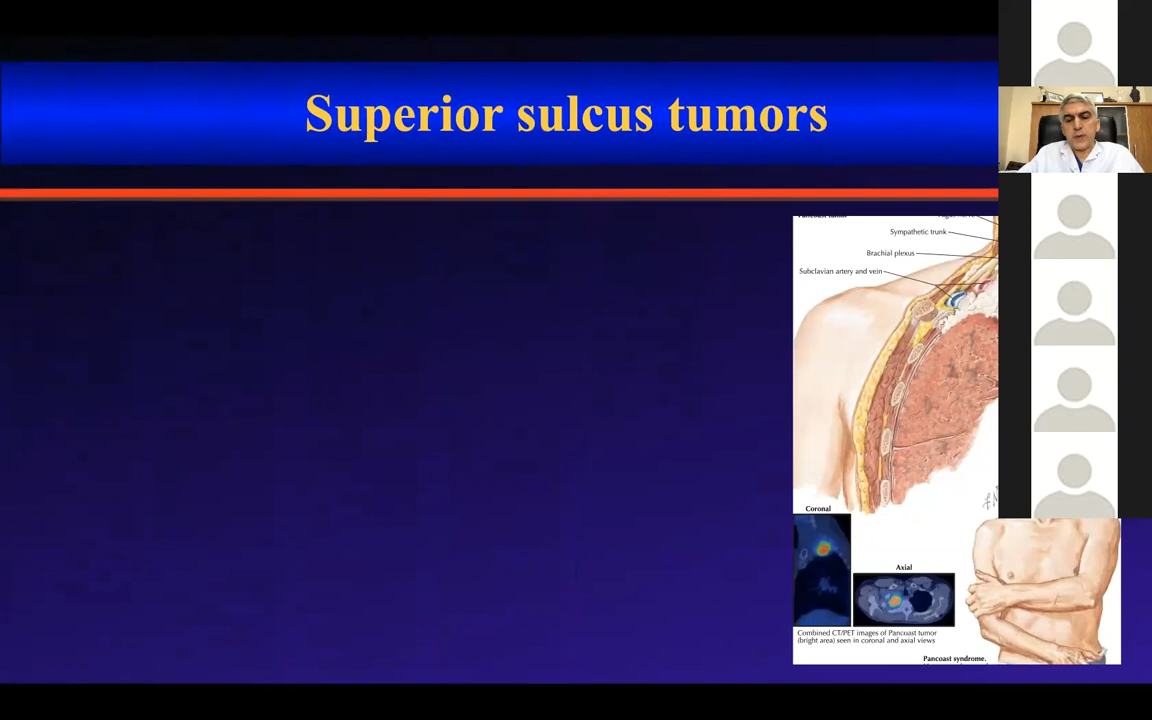 Superior sulcus tumors
Sympathetic trunk
Brachial plexus
Subclavian artery and vein
Coronal
Axial
Combined CT/PET images of Pancoast tumor
(bright area) seen in coronal and axial views
Pancoast syndrome.